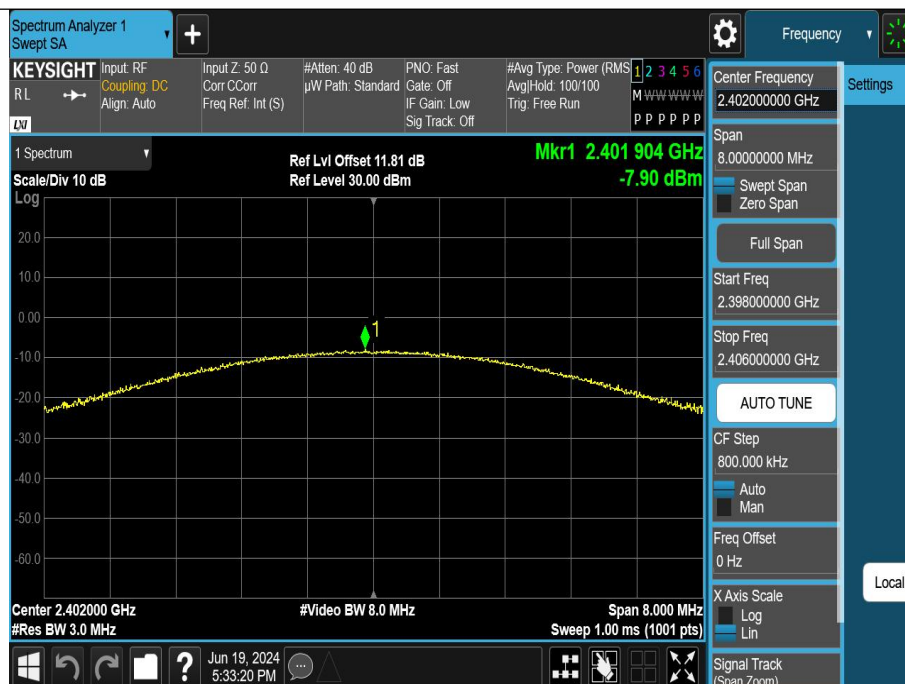 Spectrum Analyzer 1
Swept SA
Frequency
KEYSIGHT
RL
LXI
Input: RF
Coupling: DC
Align: Auto
Input Z: 50 Ω
Corr CCorr
Freq Ref: Int (S)
#Atten: 40 dB
µW Path: Standard
PNO: Fast
Gate: Off
IF Gain: Low
Sig Track: Off
#Avg Type: Power (RMS
Avg|Hold: 100/100
Trig: Free Run
1 2 3 4 5 6
M W W W W W
P P P P P P
1 Spectrum
Scale/Div 10 dB
Log
Ref Lvl Offset 11.81 dB
Ref Level 30.00 dBm
Mkr1 2.401 904 GHz
-7.90 dBm
20.0
10.0
0.00
-10.0
-20.0
-30.0
-40.0
-50.0
-60.0
1
Center 2.402000 GHz
#Res BW 3.0 MHz
#Video BW 8.0 MHz
Span 8.000 MHz
Sweep 1.00 ms (1001 pts)
Center Frequency
2.402000000 GHz
Settings
Span
8.00000000 MHz
Swept Span
Zero Span
Full Span
Start Freq
2.398000000 GHz
Stop Freq
2.406000000 GHz
AUTO TUNE
CF Step
800.000 kHz
Auto
Man
Freq Offset
0 Hz
X Axis Scale
Log
Lin
Local
Signal Track
(Span Zoom)
?
Jun 19, 2024
5:33:20 PM